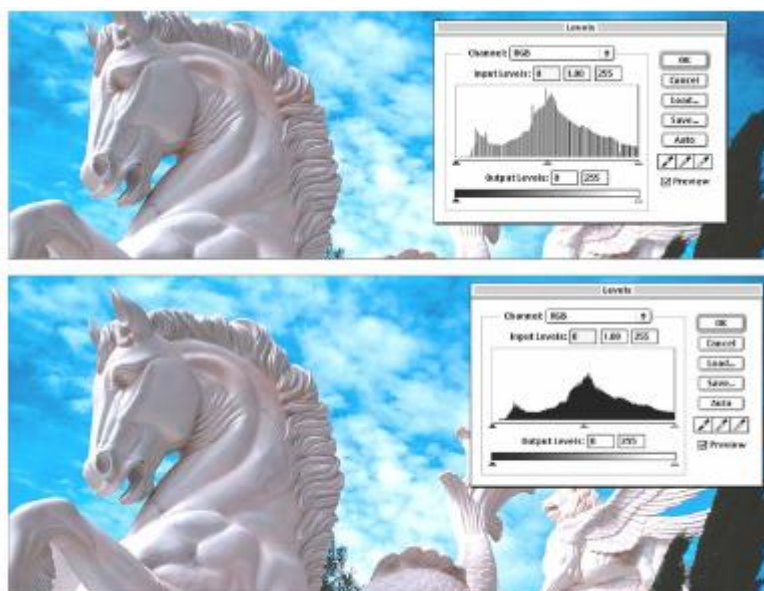 Levels
Channel: RGB
OK
Input Levels: 0 1.00 255
Cancel
Load...
Save...
Auto
Output Levels: 0 255
Preview
Levels
Channel: RGB
OK
Input Levels: 0 1.00 255
Cancel
Load...
Save...
Auto
Output Levels: 0 255
Preview